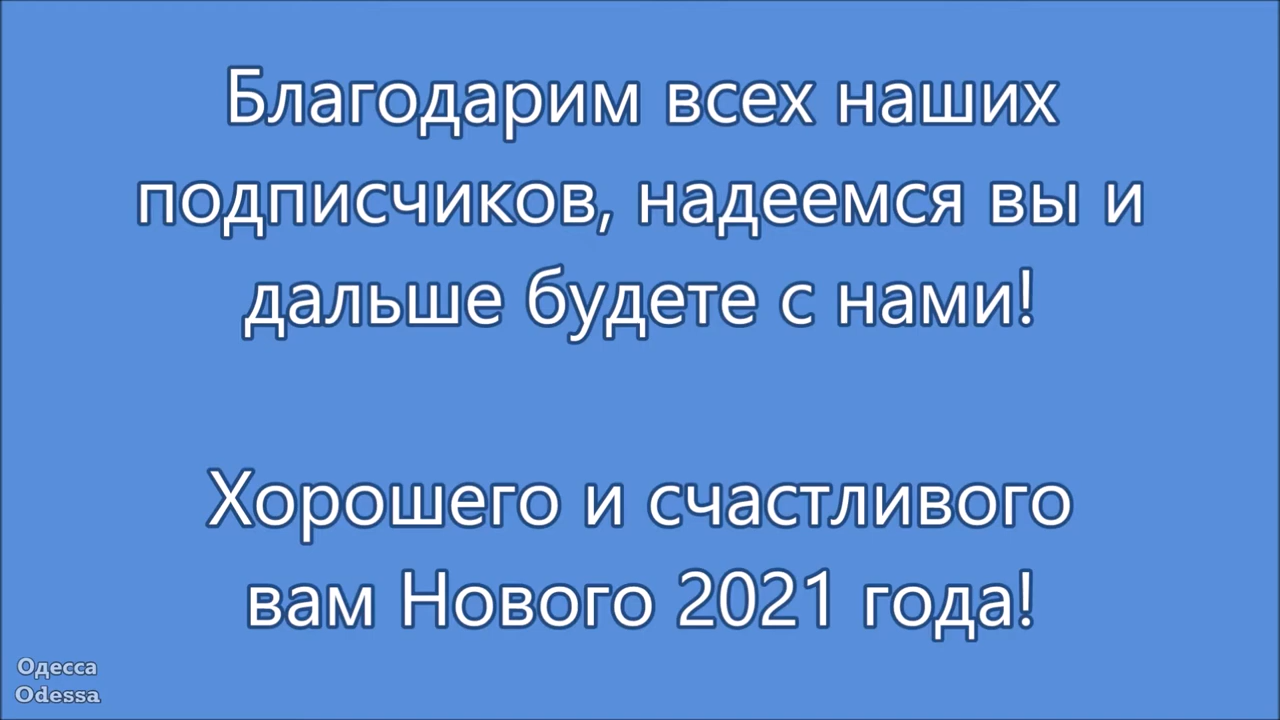 Благодарим всех наших
подписчиков, надеемся вы и
дальше будете с нами!
Хорошего и счастливого
вам Нового 2021 года!
Одесса
Odessa